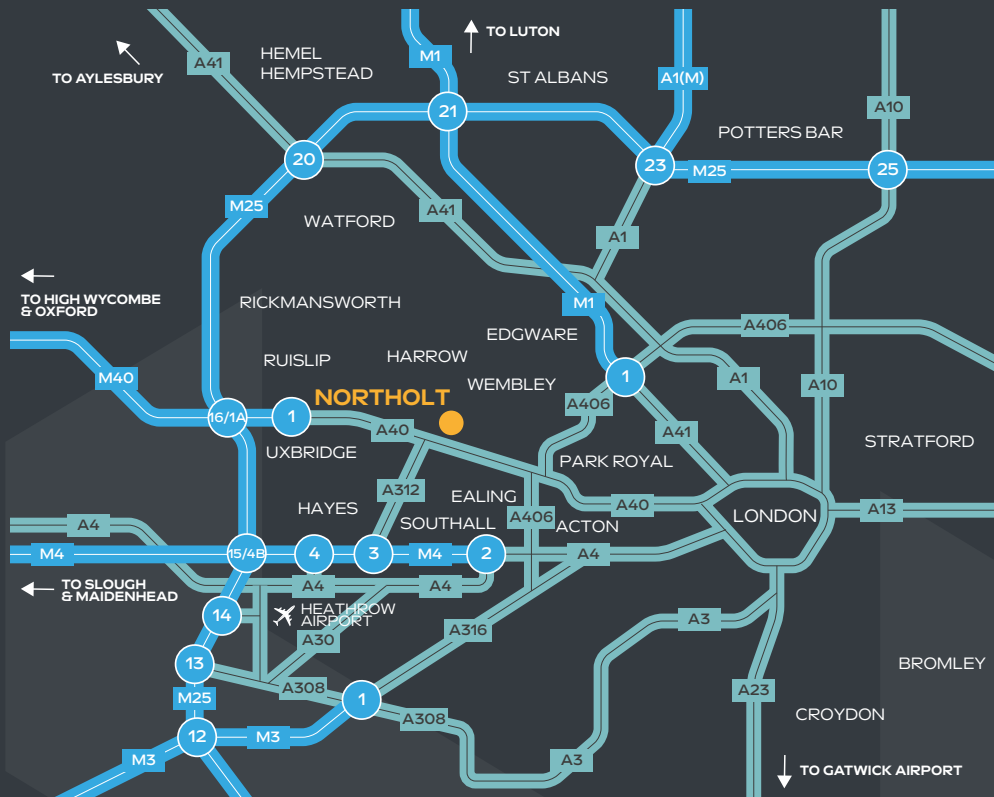 TO LUTON
M1
A41
HEMEL
HEMPSTEAD
TO AYLESBURY
ST ALBANS
A1(M)
A10
21
POTTERS BAR
20
23
M25
25
M25
A41
WATFORD
A1
TO HIGH WYCOMBE
& OXFORD
RICKMANSWORTH
M1
EDGWARE
A406
RUISLIP
HARROW
M40
WEMBLEY
1
A1
A10
NORTHOLT
A406
16/1A
1
A40
A41
STRATFORD
UXBRIDGE
PARK ROYAL
A312
EALING
A40
HAYES
A13
SOUTHALL
A406
ACTON
LONDON
A4
M4
15/4B
4
3
M4
2
A4
TO SLOUGH
& MAIDENHEAD
A4
A4
14
HEATHROW
AIRPORT
A30
A316
A3
13
BROMLEY
M25
A308
1
A23
A308
CROYDON
12
M3
M3
A3
TO GATWICK AIRPORT